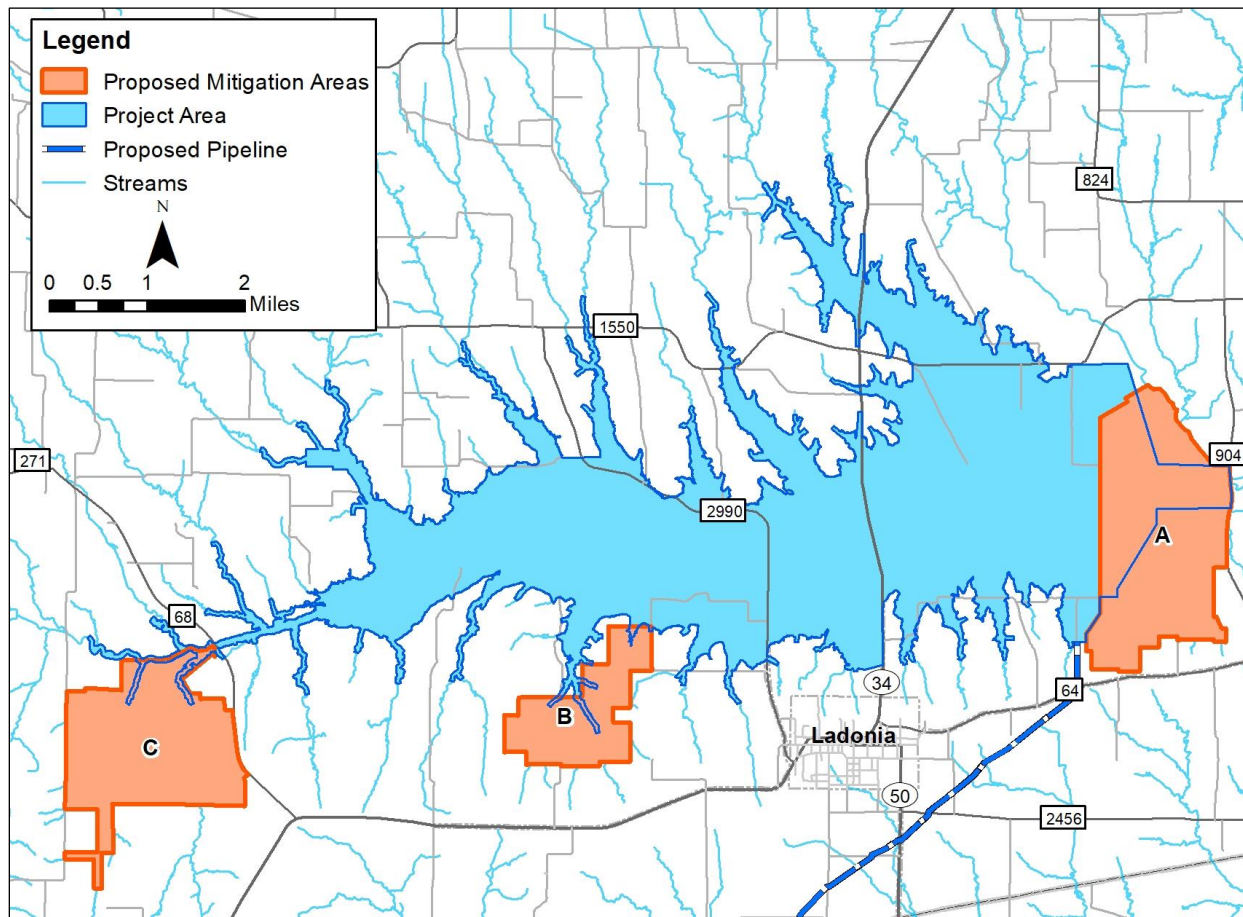 Legend
Proposed Mitigation Areas
Project Area
Proposed Pipeline
Streams
N
0 0.5 1 2
Miles
824
1550
271
904
2990
A
68
34
64
B
Ladonia
C
50
2456